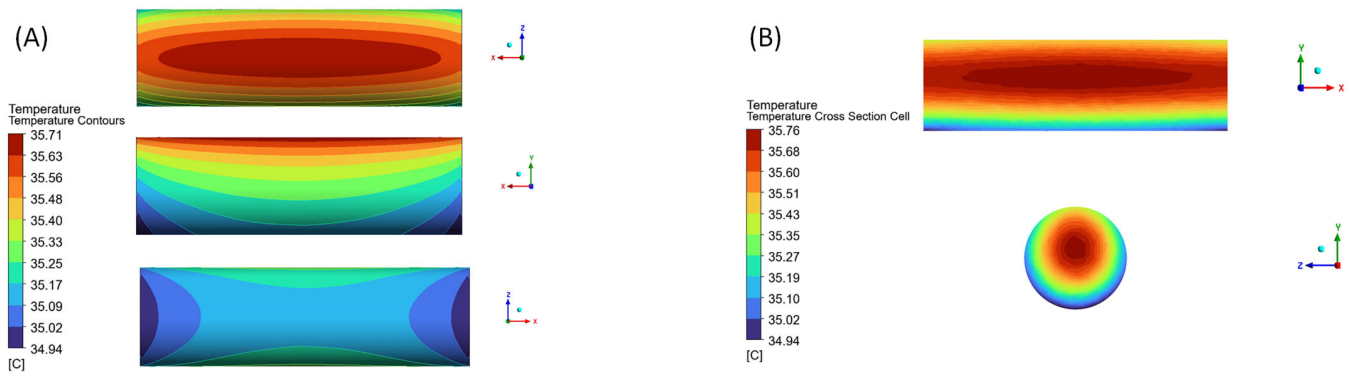 (A)
Z
X
Temperature
Temperature Contours
35.71
35.63
35.56
35.48
35.40
35.33
35.25
35.17
35.09
35.02
34.94
[C]
Y
X
Z
X
(B)
Y
X
Temperature
Temperature Cross Section Cell
35.76
35.68
35.60
35.51
35.43
35.35
35.27
35.19
35.10
35.02
34.94
[C]
Y
Z